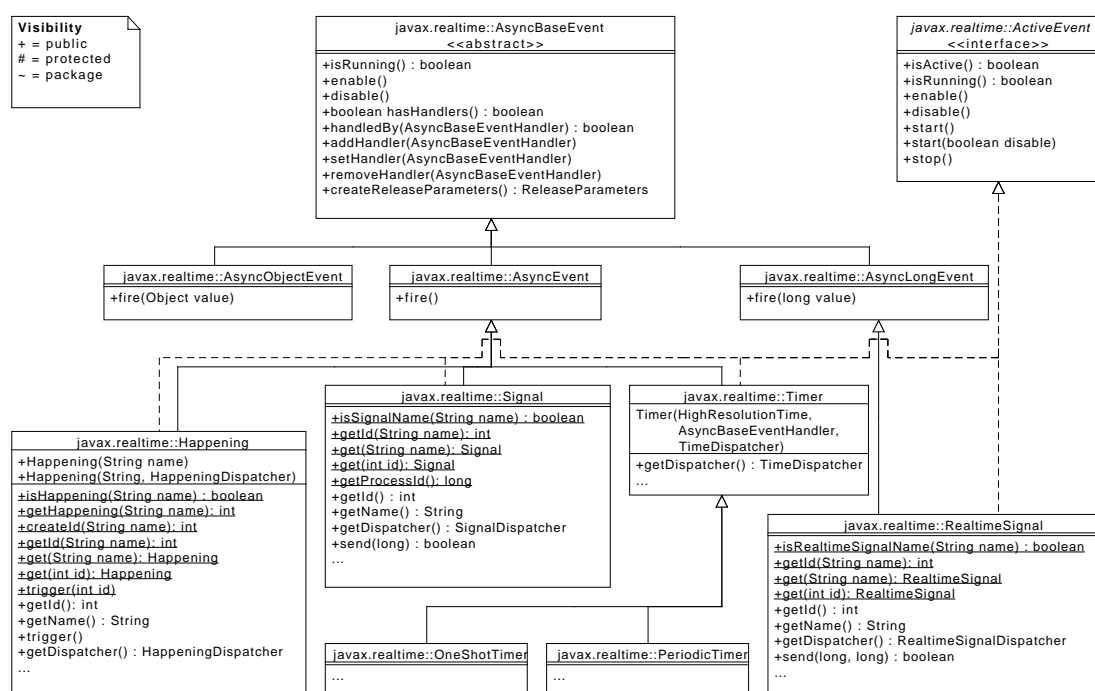 Visibility
+ = public
# = protected
~ = package
javax.realtime::AsyncBaseEvent
<<abstract>>
+isRunning() : boolean
+enable()
+disable()
+boolean hasHandlers() : boolean
+handledBy(AsyncBaseEventHandler) : boolean
+addHandler(AsyncBaseEventHandler)
+setHandler(AsyncBaseEventHandler)
+removeHandler(AsyncBaseEventHandler)
+createReleaseParameters() : ReleaseParameters
javax.realtime::ActiveEvent
<<interface>>
+isActive() : boolean
+isRunning() : boolean
+enable()
+disable()
+start()
+start(boolean disable)
+stop()
javax.realtime::AsyncObjectEvent
+fire(Object value)
javax.realtime::AsyncEvent
+fire()
javax.realtime::AsyncLongEvent
+fire(long value)
javax.realtime::Happening
+Happening(String name)
+Happening(String, HappeningDispatcher)
+isHappening(String name) : boolean
+getHappening(String name): int
+createId(String name): int
+getId(String name): int
+get(String name): Happening
+get(int id): Happening
+trigger(int id)
+getId(): int
+getName() : String
+trigger()
+getDispatcher() : HappeningDispatcher
...
javax.realtime::Signal
+isSignalName(String name) : boolean
+getId(String name): int
+get(String name): Signal
+get(int id): Signal
+getProcessId(): long
+getId() : int
+getName() : String
+getDispatcher() : SignalDispatcher
+send(long) : boolean
...
javax.realtime::Timer
Timer(HighResolutionTime,
AsyncBaseEventHandler,
TimeDispatcher)
+getDispatcher() : TimeDispatcher
...
javax.realtime::RealtimeSignal
+isRealtimeSignalName(String name) : boolean
+getId(String name): int
+get(String name): RealtimeSignal
+get(int id): RealtimeSignal
+getId() : int
+getName() : String
+getDispatcher() : RealtimeSignalDispatcher
+send(long, long) : boolean
...
javax.realtime::OneShotTimer
...
javax.realtime::PeriodicTimer
...